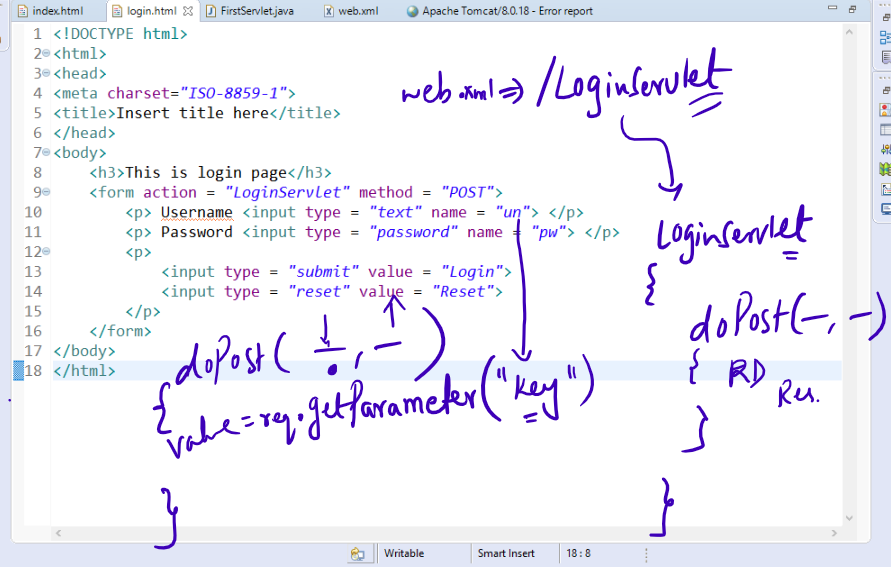 index.html login.html FirstServlet.java web.xml Apache Tomcat/8.0.18 - Error report
1 <!DOCTYPE html>
2 <html>
3 <head>
4 <meta charset="ISO-8859-1">
5 <title>Insert title here</title>
6 </head>
7 <body>
8 <h3>This is login page</h3>
9 <form action = "LoginServlet" method = "POST">
10 <p> Username <input type = "text" name = "un"> </p>
11 <p> Password <input type = "password" name = "pw"> </p>
12 <p>
13 <input type = "submit" value = "Login">
14 <input type = "reset" value = "Reset">
15 </p>
16 </form>
17 </body>
18 </html>
web.xml => /LoginServlet
LoginServlet
{
doPost(-, -)
{ RD
Res.
}
}
doPost( -, - )
{
value = req.getParameter("key")
}
Writable Smart Insert 18 : 8